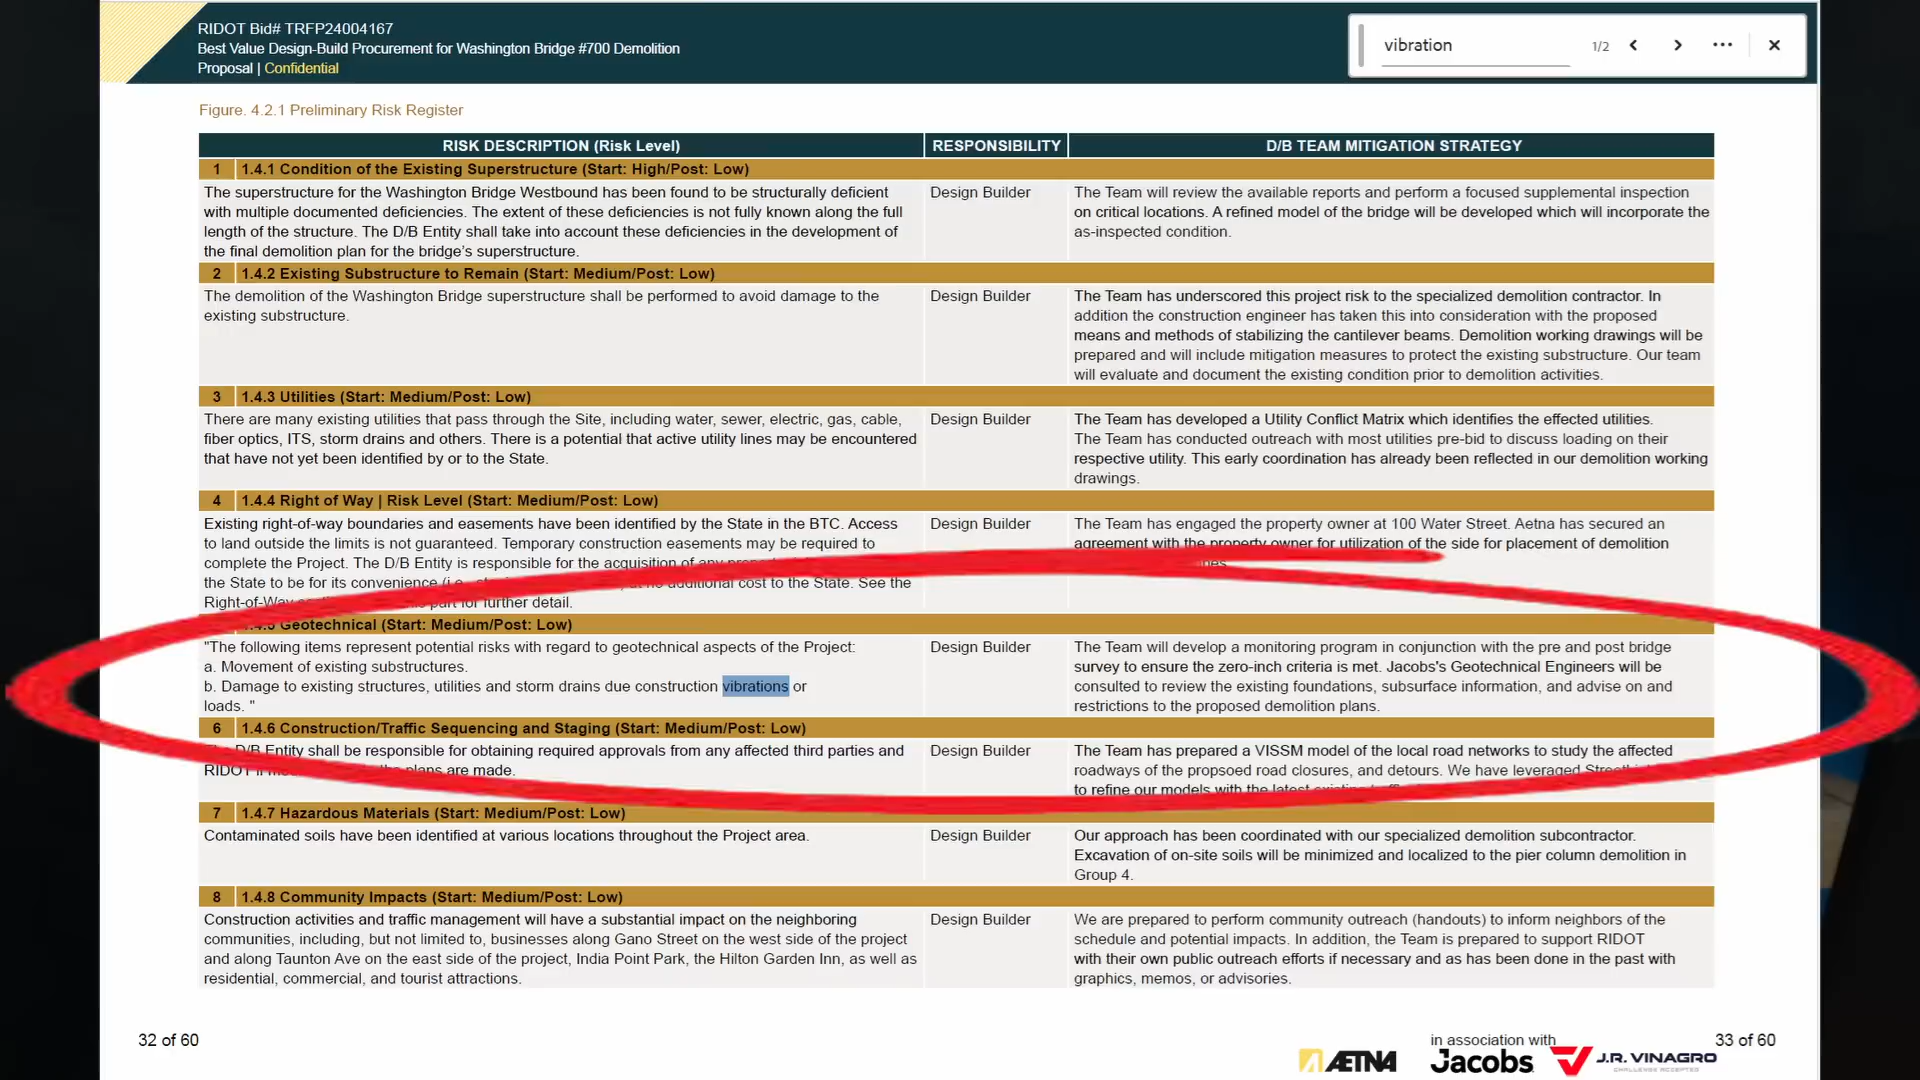 RIDOT Bid# TRFP24004167
Best Value Design-Build Procurement for Washington Bridge #700 Demolition
Proposal | Confidential
vibration 1/2
Figure. 4.2.1 Preliminary Risk Register
RISK DESCRIPTION (Risk Level) RESPONSIBILITY D/B TEAM MITIGATION STRATEGY
1 1.4.1 Condition of the Existing Superstructure (Start: High/Post: Low)
The superstructure for the Washington Bridge Westbound has been found to be structurally deficient
with multiple documented deficiencies. The extent of these deficiencies is not fully known along the full
length of the structure. The D/B Entity shall take into account these deficiencies in the development of
the final demolition plan for the bridge's superstructure.
Design Builder
The Team will review the available reports and perform a focused supplemental inspection
on critical locations. A refined model of the bridge will be developed which will incorporate the
as-inspected condition.
2 1.4.2 Existing Substructure to Remain (Start: Medium/Post: Low)
The demolition of the Washington Bridge superstructure shall be performed to avoid damage to the
existing substructure.
Design Builder
The Team has underscored this project risk to the specialized demolition contractor. In
addition the construction engineer has taken this into consideration with the proposed
means and methods of stabilizing the cantilever beams. Demolition working drawings will be
prepared and will include mitigation measures to protect the existing substructure. Our team
will evaluate and document the existing condition prior to demolition activities.
3 1.4.3 Utilities (Start: Medium/Post: Low)
There are many existing utilities that pass through the Site, including water, sewer, electric, gas, cable,
fiber optics, ITS, storm drains and others. There is a potential that active utility lines may be encountered
that have not yet been identified by or to the State.
Design Builder
The Team has developed a Utility Conflict Matrix which identifies the effected utilities.
The Team has conducted outreach with most utilities pre-bid to discuss loading on their
respective utility. This early coordination has already been reflected in our demolition working
drawings.
4 1.4.4 Right of Way | Risk Level (Start: Medium/Post: Low)
Existing right-of-way boundaries and easements have been identified by the State in the BTC. Access
to land outside the limits is not guaranteed. Temporary construction easements may be required to
complete the Project. The D/B Entity is responsible for the acquisition of any
the State to be for its convenience at no additional cost to the State. See the
Right-of-Way part for further detail.
Design Builder
The Team has engaged the property owner at 100 Water Street. Aetna has secured an
agreement with the property owner for utilization of the side for placement of demolition
1.4.5 Geotechnical (Start: Medium/Post: Low)
"The following items represent potential risks with regard to geotechnical aspects of the Project:
a. Movement of existing substructures.
b. Damage to existing structures, utilities and storm drains due construction vibrations or
loads. "
Design Builder
The Team will develop a monitoring program in conjunction with the pre and post bridge
survey to ensure the zero-inch criteria is met. Jacobs's Geotechnical Engineers will be
consulted to review the existing foundations, subsurface information, and advise on and
restrictions to the proposed demolition plans.
6 1.4.6 Construction/Traffic Sequencing and Staging (Start: Medium/Post: Low)
The D/B Entity shall be responsible for obtaining required approvals from any affected third parties and
RIDOT if the plans are made.
Design Builder
The Team has prepared a VISSM model of the local road networks to study the affected
roadways of the propsoed road closures, and detours. We have leveraged
to refine our models with the latest existing
7 1.4.7 Hazardous Materials (Start: Medium/Post: Low)
Contaminated soils have been identified at various locations throughout the Project area.
Design Builder
Our approach has been coordinated with our specialized demolition subcontractor.
Excavation of on-site soils will be minimized and localized to the pier column demolition in
Group 4.
8 1.4.8 Community Impacts (Start: Medium/Post: Low)
Construction activities and traffic management will have a substantial impact on the neighboring
communities, including, but not limited to, businesses along Gano Street on the west side of the project
and along Taunton Ave on the east side of the project, India Point Park, the Hilton Garden Inn, as well as
residential, commercial, and tourist attractions.
Design Builder
We are prepared to perform community outreach (handouts) to inform neighbors of the
schedule and potential impacts. In addition, the Team is prepared to support RIDOT
with their own public outreach efforts if necessary and as has been done in the past with
graphics, memos, or advisories.
32 of 60
in association with
33 of 60
ÆTNA
Jacobs
J.R. VINAGRO
CHALLENGE ACCEPTED